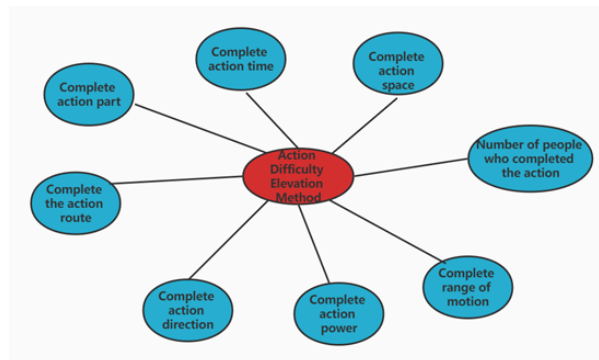 Complete
action time
Complete
action
space
Complete
action part
Action
Difficulty
Elevation
Method
Number of people
who completed
the action
Complete
the action
route
Complete
action
direction
Complete
action
power
Complete
range of
motion